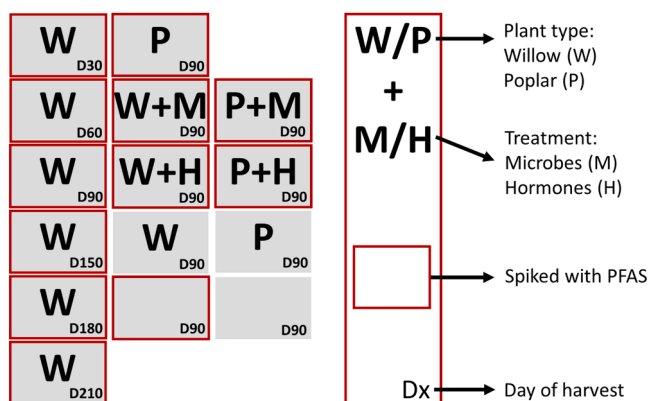 W
D30
P
D90
W
D60
W+M
D90
P+M
D90
W
D90
W+H
D90
P+H
D90
W
D150
W
D90
P
D90
W
D180
D90
D90
W
D210
W/P
+
M/H
Dx
Plant type:
Willow (W)
Poplar (P)
Treatment:
Microbes (M)
Hormones (H)
Spiked with PFAS
Day of harvest